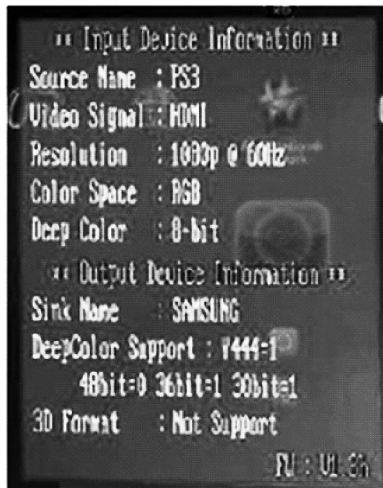 ** Input Device Information **
Source Name : PS3
Video Signal : HDMI
Resolution : 1080p @ 60Hz
Color Space : RGB
Deep Color : 8-bit
** Output Device Information **
Sink Name : SAMSUNG
DeepColor Support : Y444=1
48bit=0 36bit=1 30bit=1
3D Format : Not Support
FW :